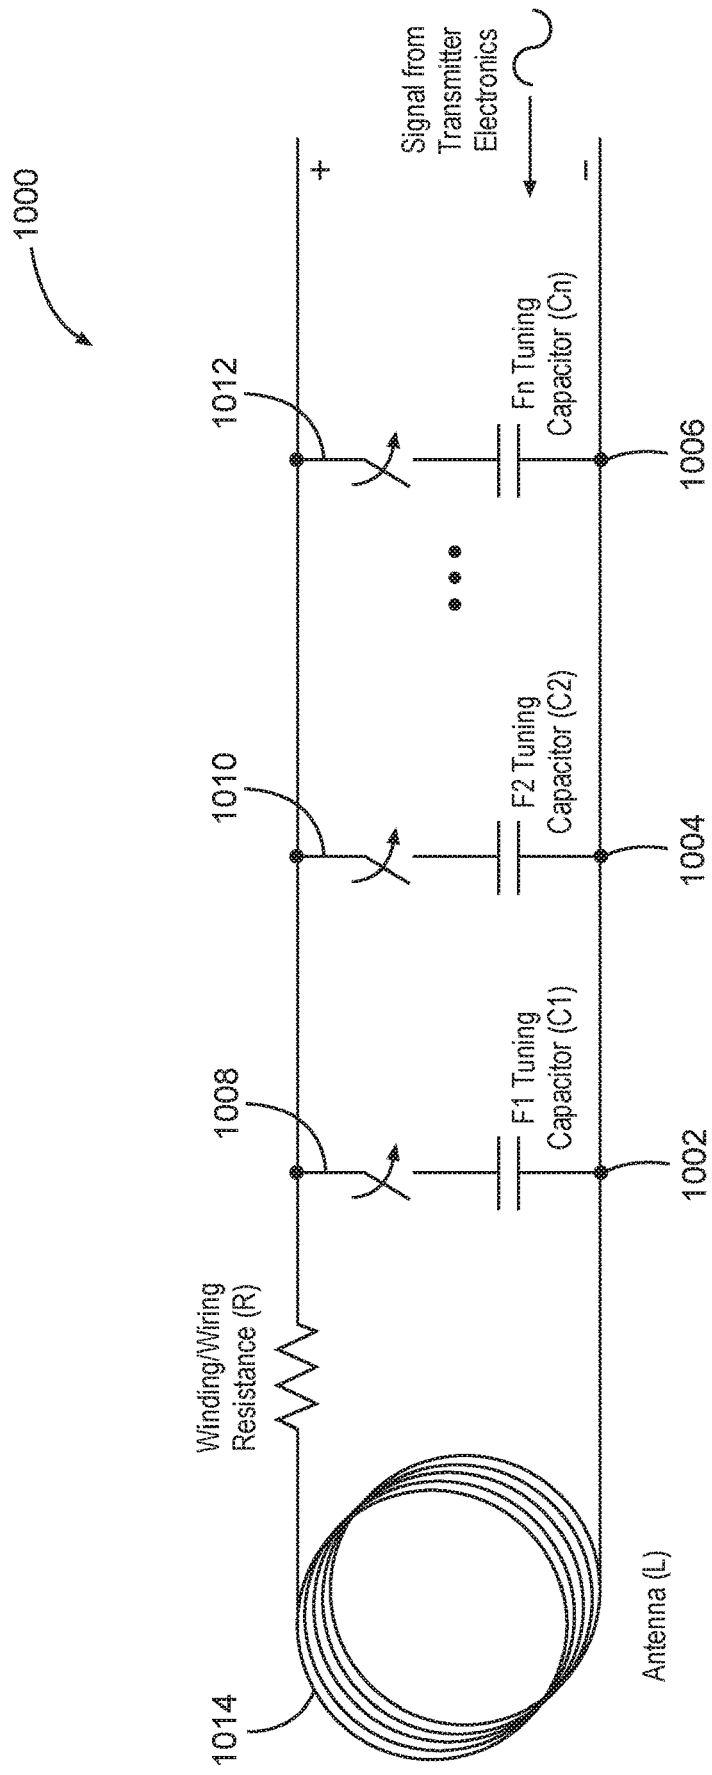 1000
Signal from
Transmitter
Electronics
+
−
1014
Antenna (L)
Winding/Wiring
Resistance (R)
1008
F1 Tuning
Capacitor (C1)
1002
1010
F2 Tuning
Capacitor (C2)
1004
1012
Fn Tuning
Capacitor (Cn)
1006